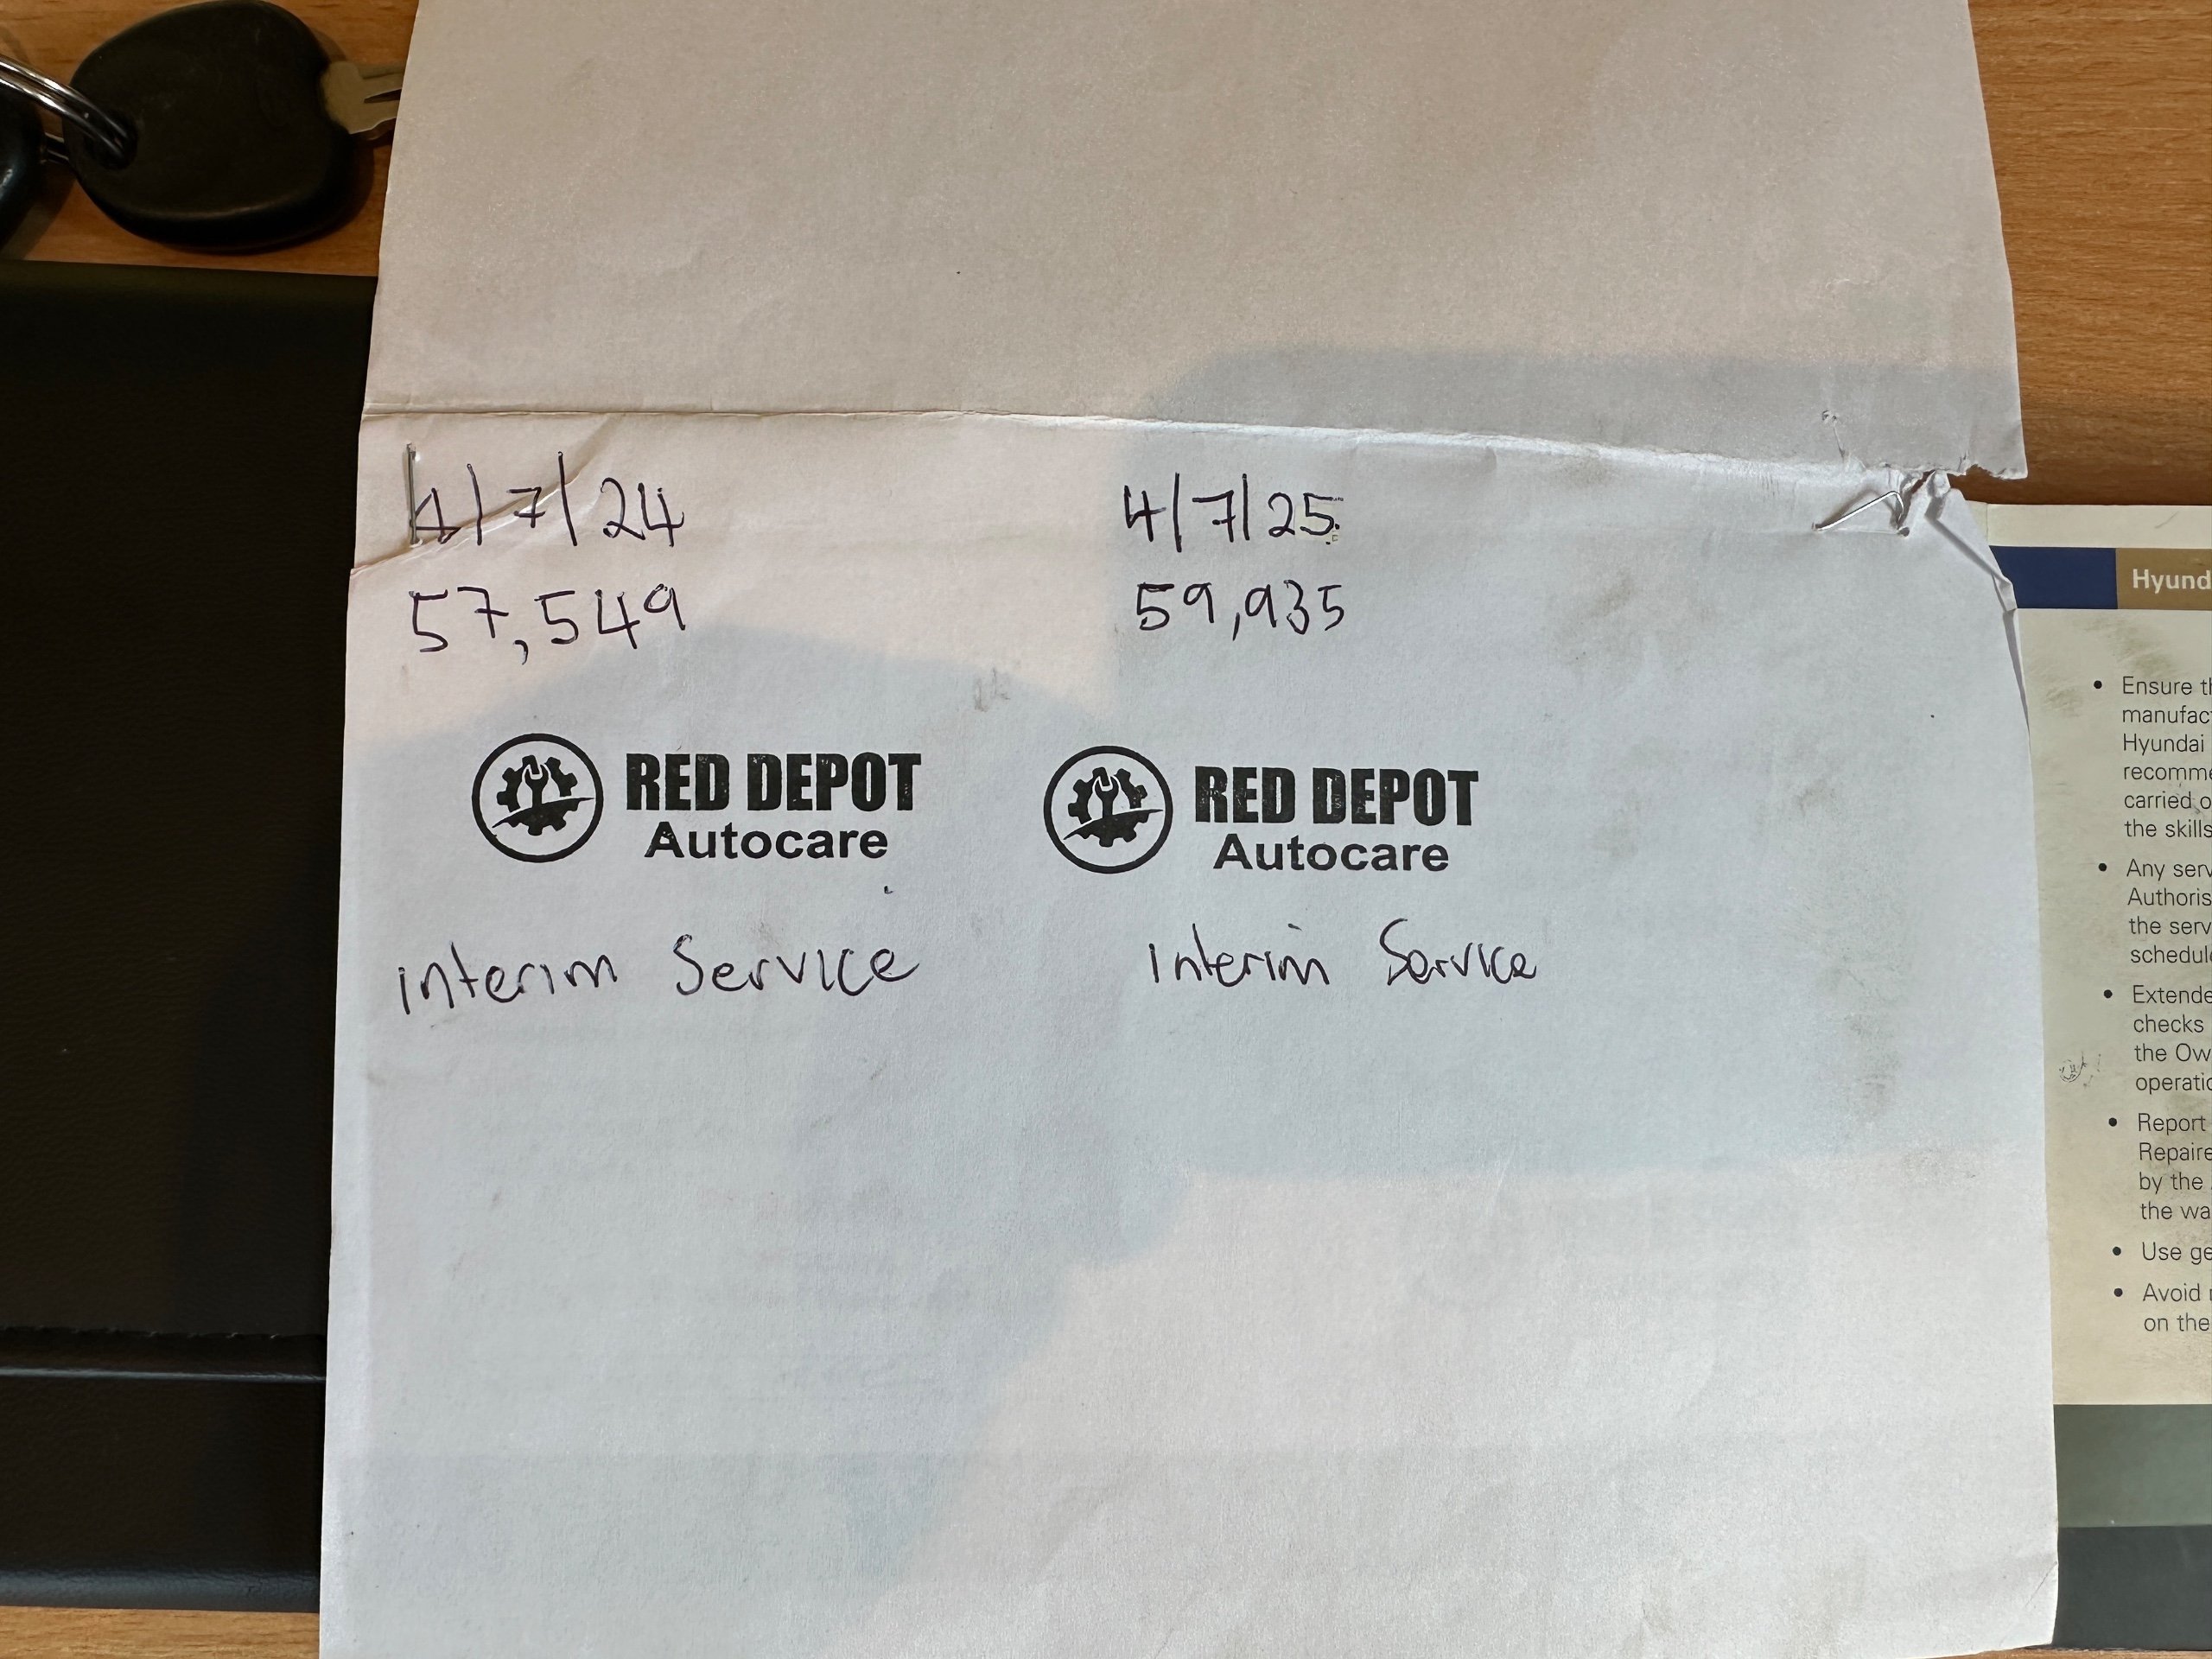 4/7/24
57,549
RED DEPOT
Autocare
interim Service
4/7/25
59,935
RED DEPOT
Autocare
interim Service
Hyund
• Ensure th
manufac
Hyundai
recomme
carried o
the skills
• Any serv
Authoris
the serv
schedule
• Extende
checks
the Ow
operatio
• Report
Repaire
by the
the wa
• Use ge
• Avoid
on the